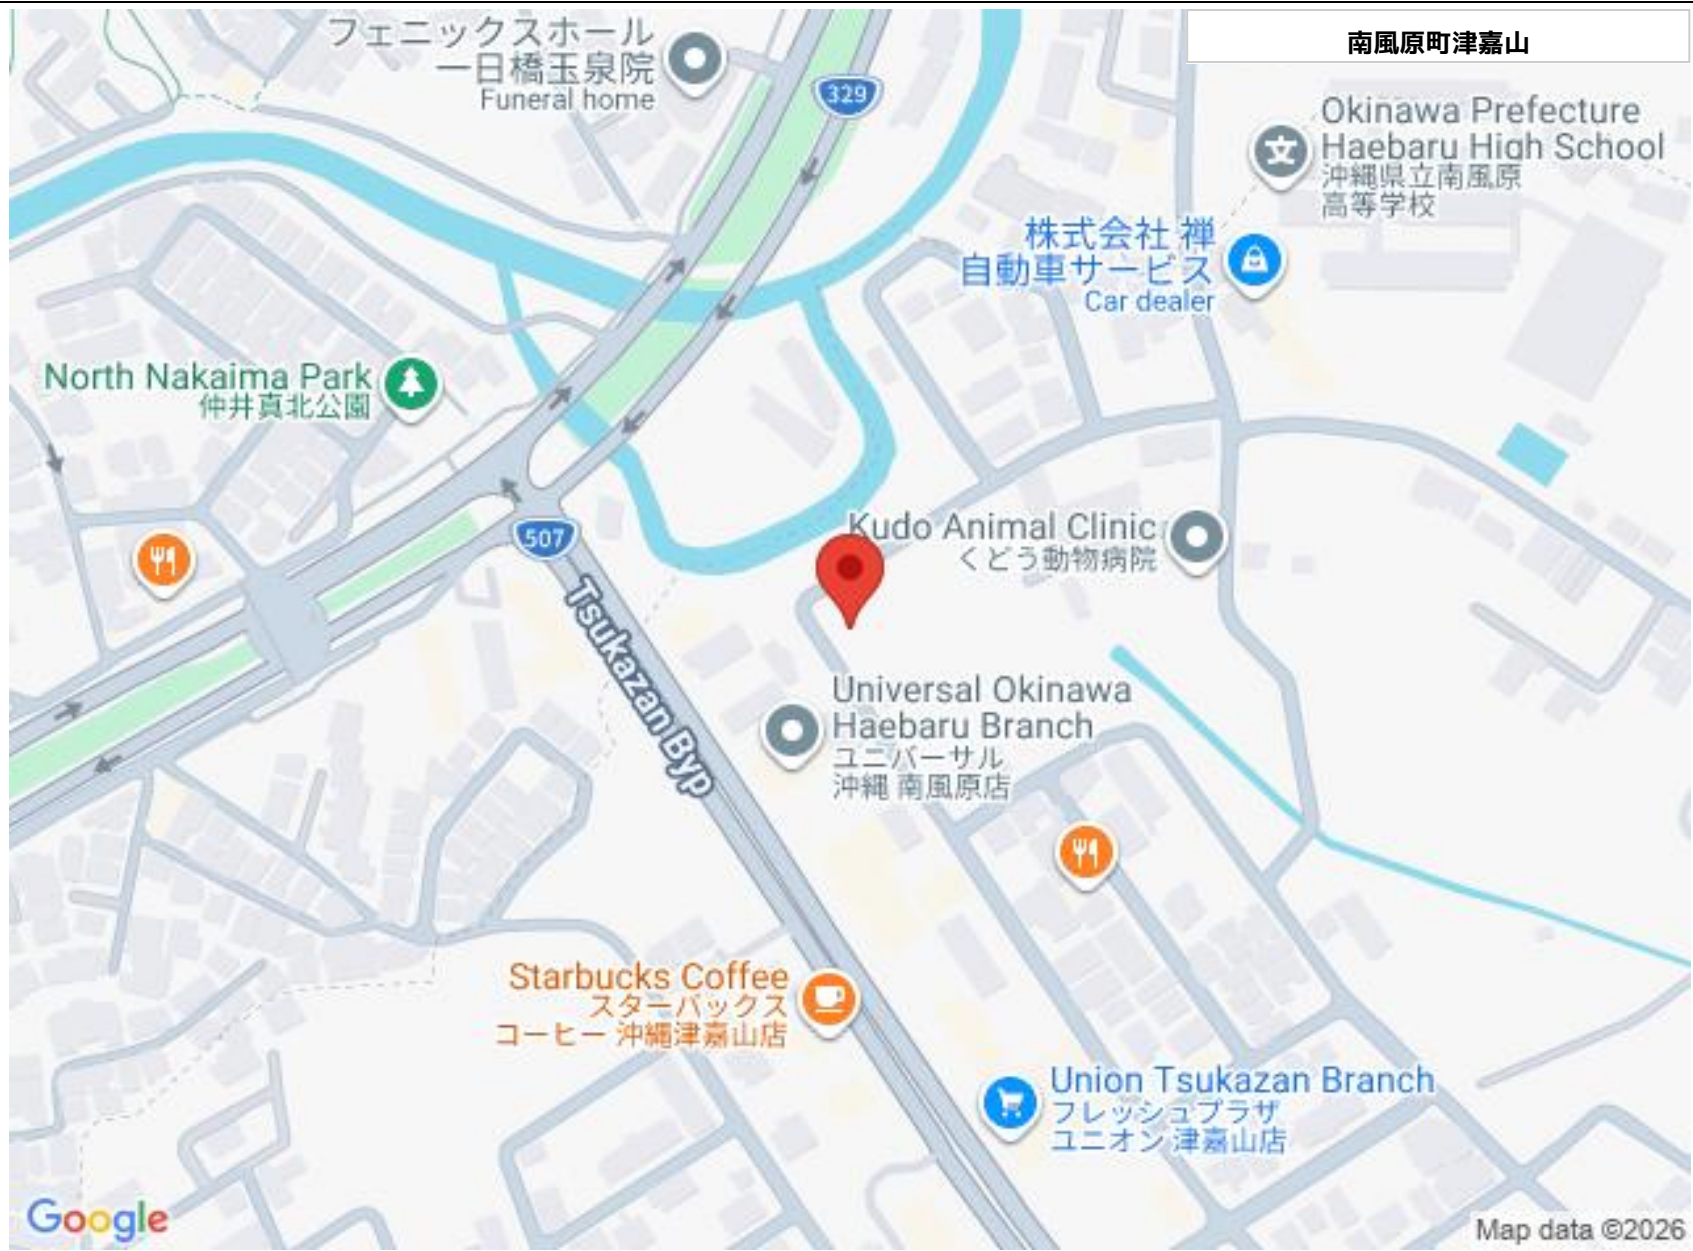 南風原町津嘉山
フェニックスホール
一日橋玉泉院
Funeral home
329
Okinawa Prefecture
Haebaru High School
沖縄県立南風原
高等学校
株式会社 禅
自動車サービス
Car dealer
North Nakaima Park
仲井真北公園
507
Kudo Animal Clinic
くどう動物病院
Tsukazan Byp
Universal Okinawa
Haebaru Branch
ユニバーサル
沖縄 南風原店
Starbucks Coffee
スターバックス
コーヒー 沖縄津嘉山店
Union Tsukazan Branch
フレッシュプラザ
ユニオン 津嘉山店
Google
Map data ©2026